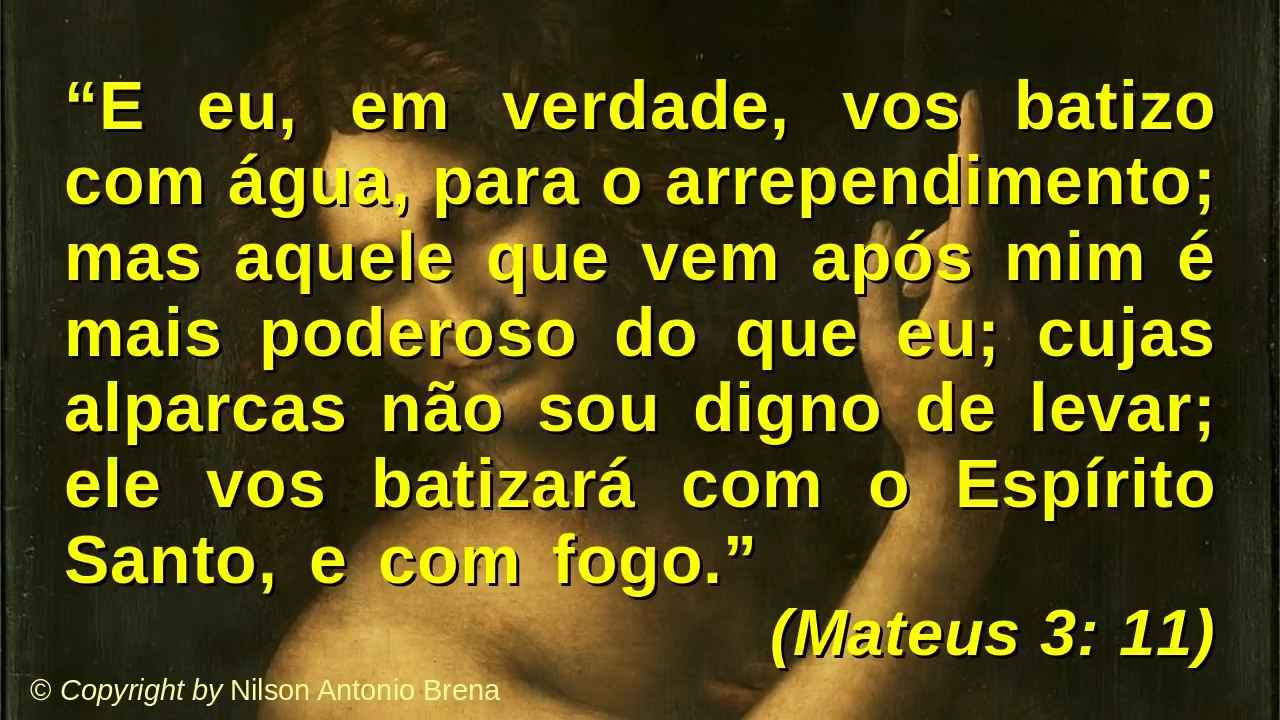 “E eu, em verdade, vos batizo
com água, para o arrependimento;
mas aquele que vem após mim é
mais poderoso do que eu; cujas
alparcas não sou digno de levar;
ele vos batizará com o Espírito
Santo, e com fogo.”
(Mateus 3: 11)
© Copyright by Nilson Antonio Brena